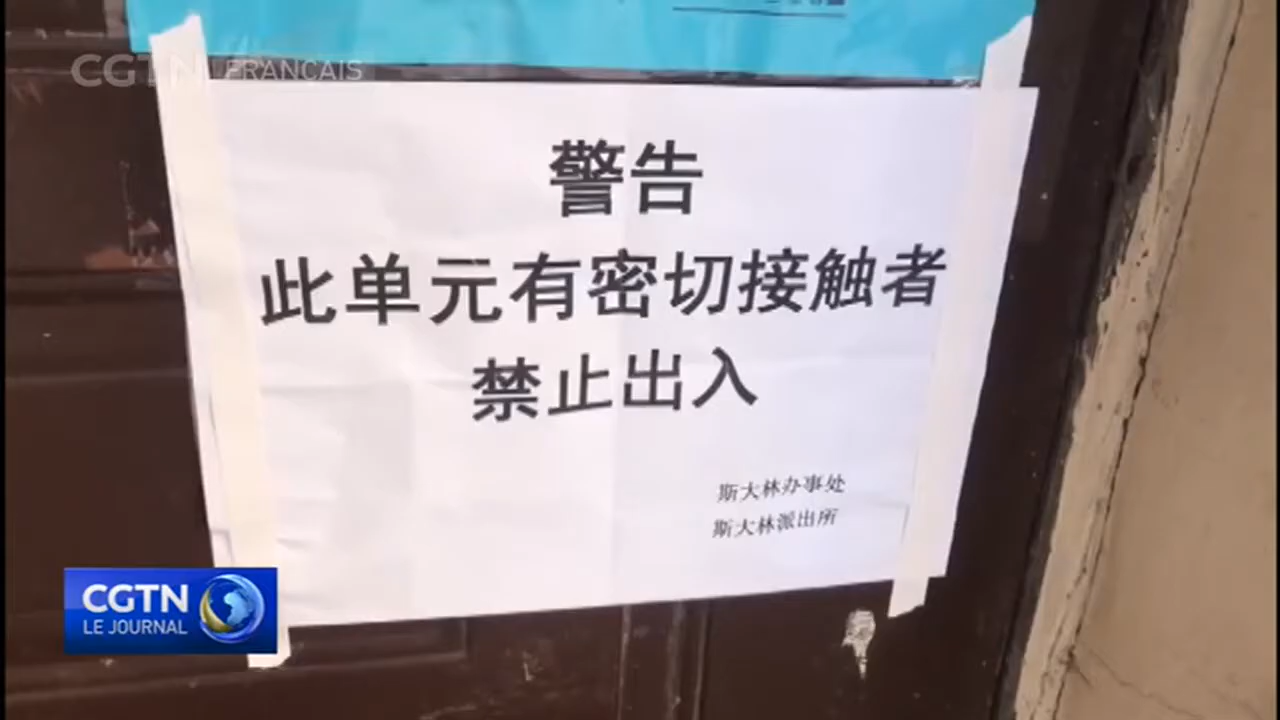 CGTN FRANÇAIS
警告
此单元有密切接触者
禁止出入
斯大林办事处
斯大林派出所
CGTN
LE JOURNAL